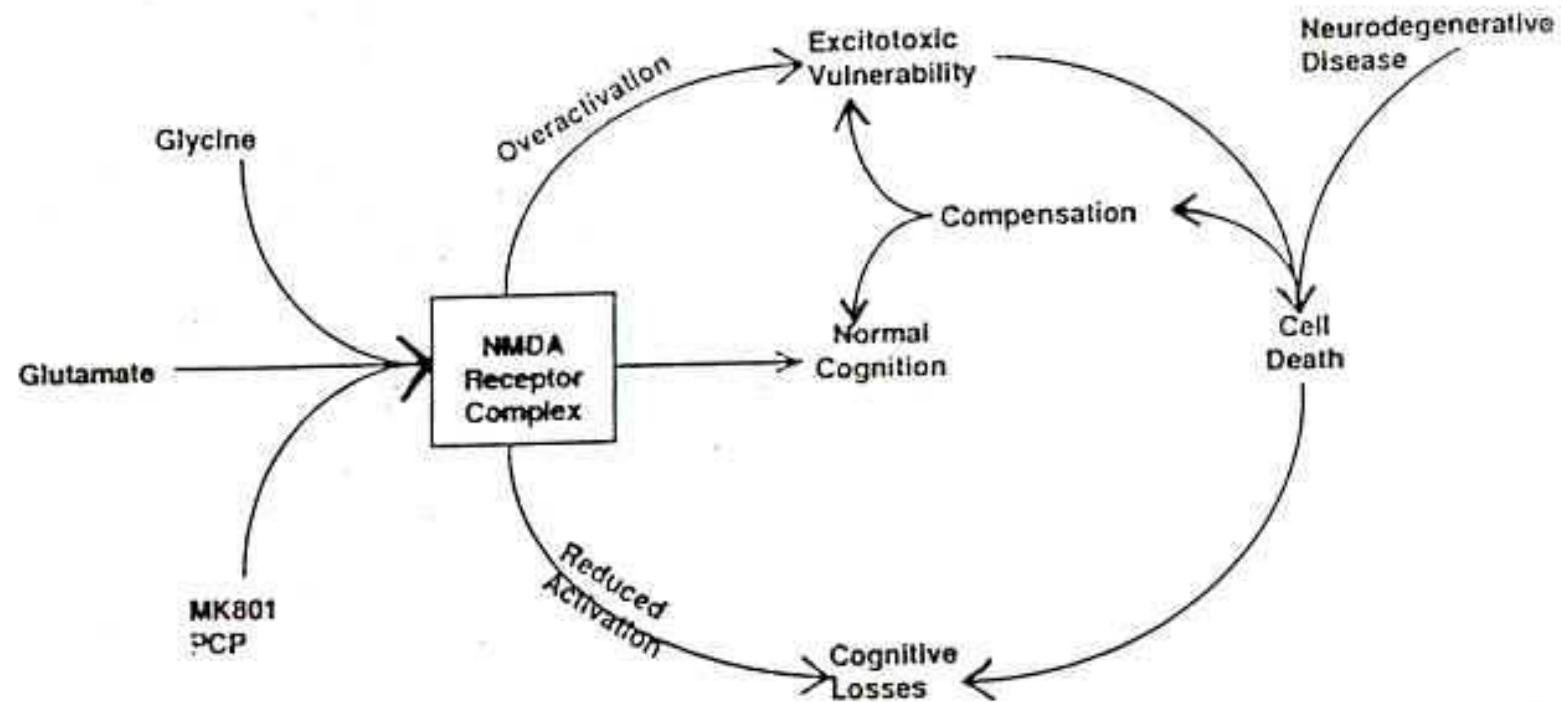 Excitotoxic
Vulnerability
Neurodegenerative
Disease
Overactivation
Glycine
Compensation
Glutamate
NMDA
Receptor
Complex
Normal
Cognition
Cell
Death
Reduced
Activation
MK801
PCP
Cognitive
Losses